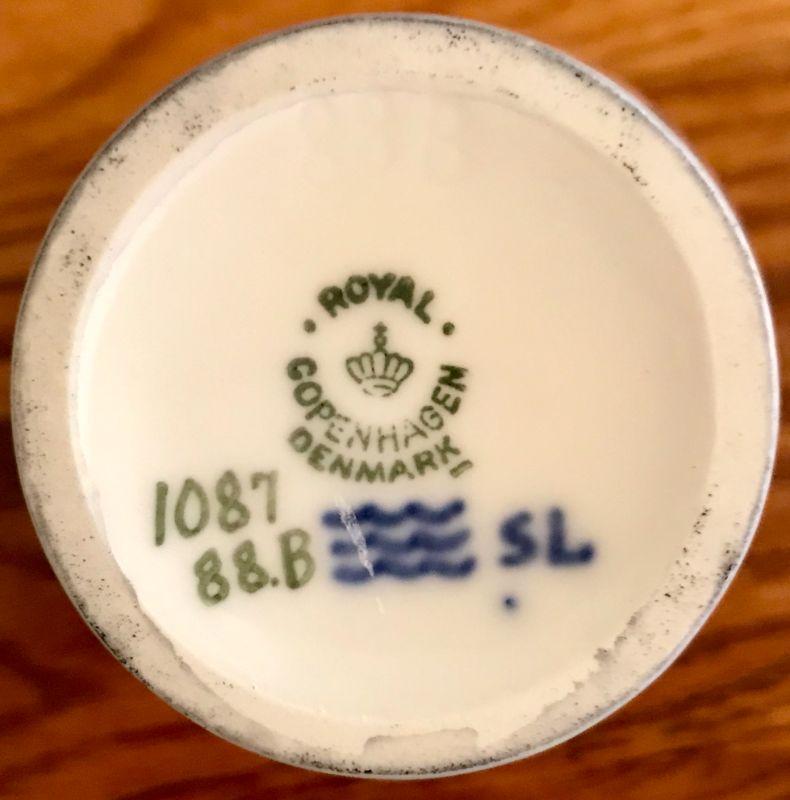 ROYAL
COPENHAGEN
DENMARK
1087
88.B
SL